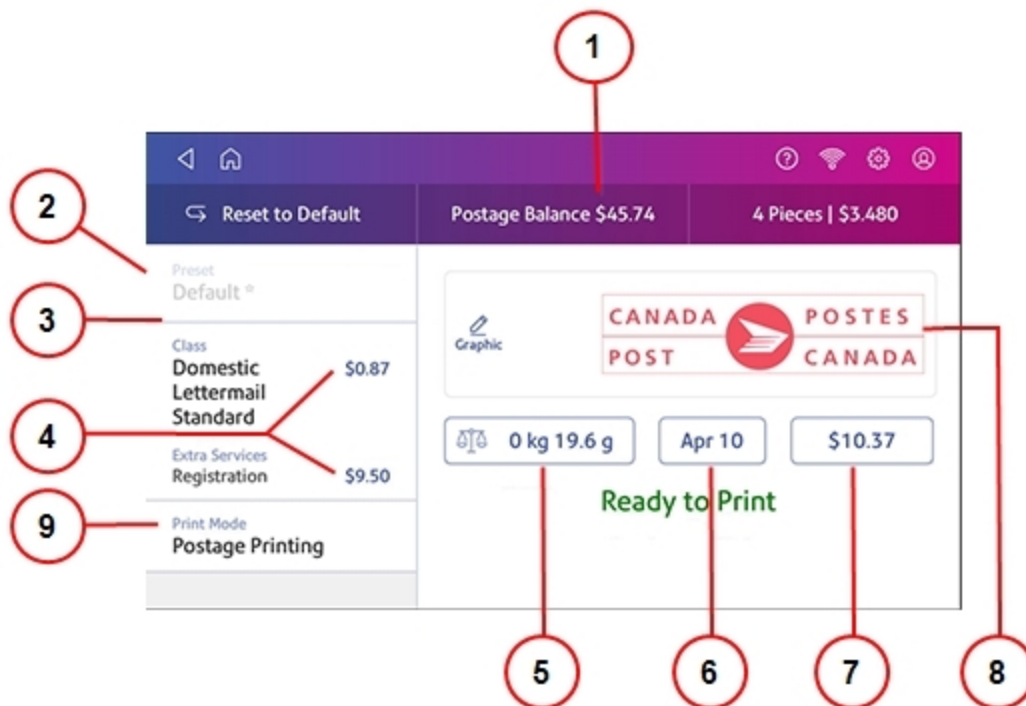 1
2
3
4
9
Reset to Default
Postage Balance $45.74
4 Pieces | $3.480
Preset
Default *
Class
Domestic $0.87
Lettermail
Standard
Extra Services
Registration $9.50
Print Mode
Postage Printing
Graphic
CANADA POSTES
POST CANADA
0 kg 19.6 g
Apr 10
$10.37
Ready to Print
5
6
7
8